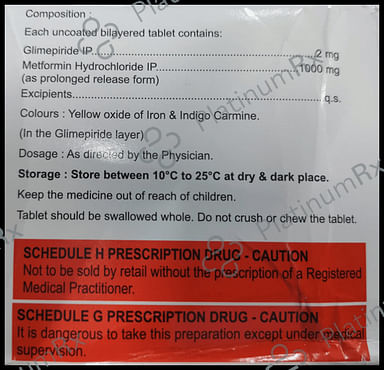 Composition :
Each uncoated bilayered tablet contains:
Glimepiride IP..................................................2 mg
Metformin Hydrochloride IP................................1000 mg
(as prolonged release form)
Excipients.......................................................q.s.
Colours : Yellow oxide of Iron & Indigo Carmine.
(In the Glimepiride layer)
Dosage : As directed by the Physician.
Storage : Store between 10°C to 25°C at dry & dark place.
Keep the medicine out of reach of children.
Tablet should be swallowed whole. Do not crush or chew the tablet.
SCHEDULE H PRESCRIPTION DRUG - CAUTION
Not to be sold by retail without the prescription of a Registered
Medical Practitioner.
SCHEDULE G PRESCRIPTION DRUG - CAUTION
It is dangerous to take this preparation except under medical
supervision.
PlatinumRx